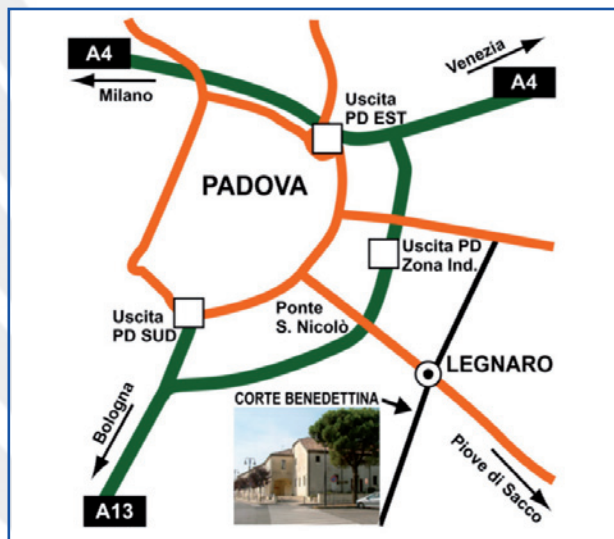 A4
Milano
Venezia
A4
Uscita
PD EST
PADOVA
Uscita PD
Zona Ind.
Uscita
PD SUD
Ponte
S. Nicolò
LEGNARO
CORTE BENEDETTINA
Bologna
Piove di Sacco
A13